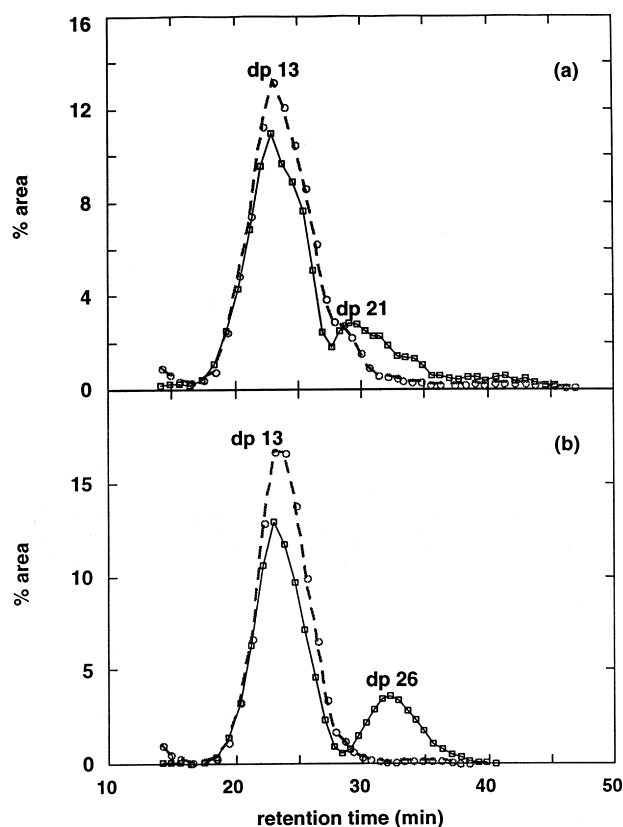 16
dp 13
(a)
12
% area
8
dp 21
4
0
dp 13
(b)
15
% area
10
dp 26
5
0
10 20 30 40 50
retention time (min)